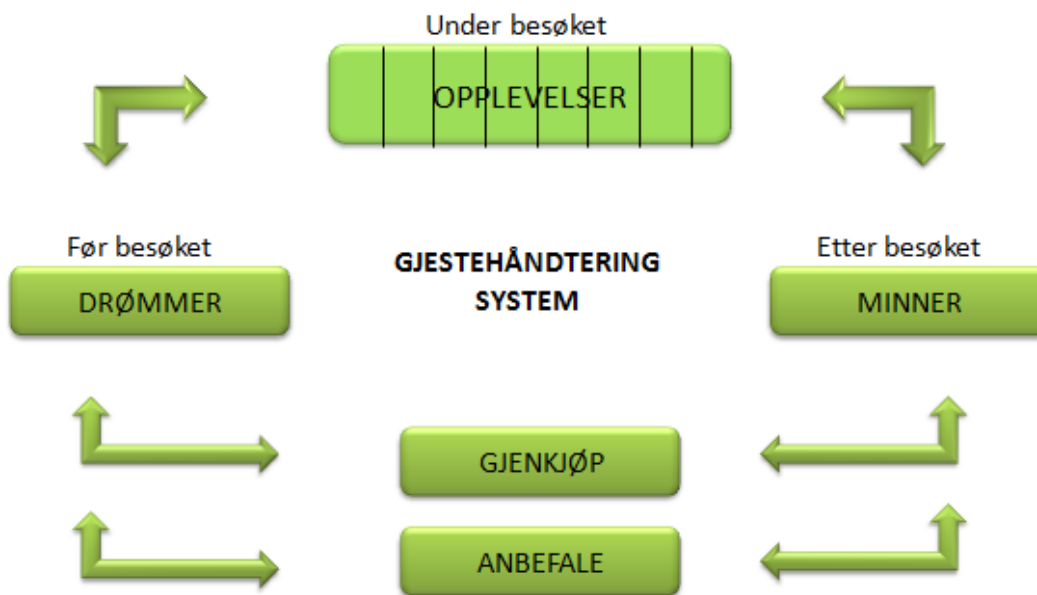 Under besøket
OPPLEVELSER
Før besøket
DRØMMER
GJESTEHÅNDTERING
SYSTEM
Etter besøket
MINNER
GJENKJØP
ANBEFALE